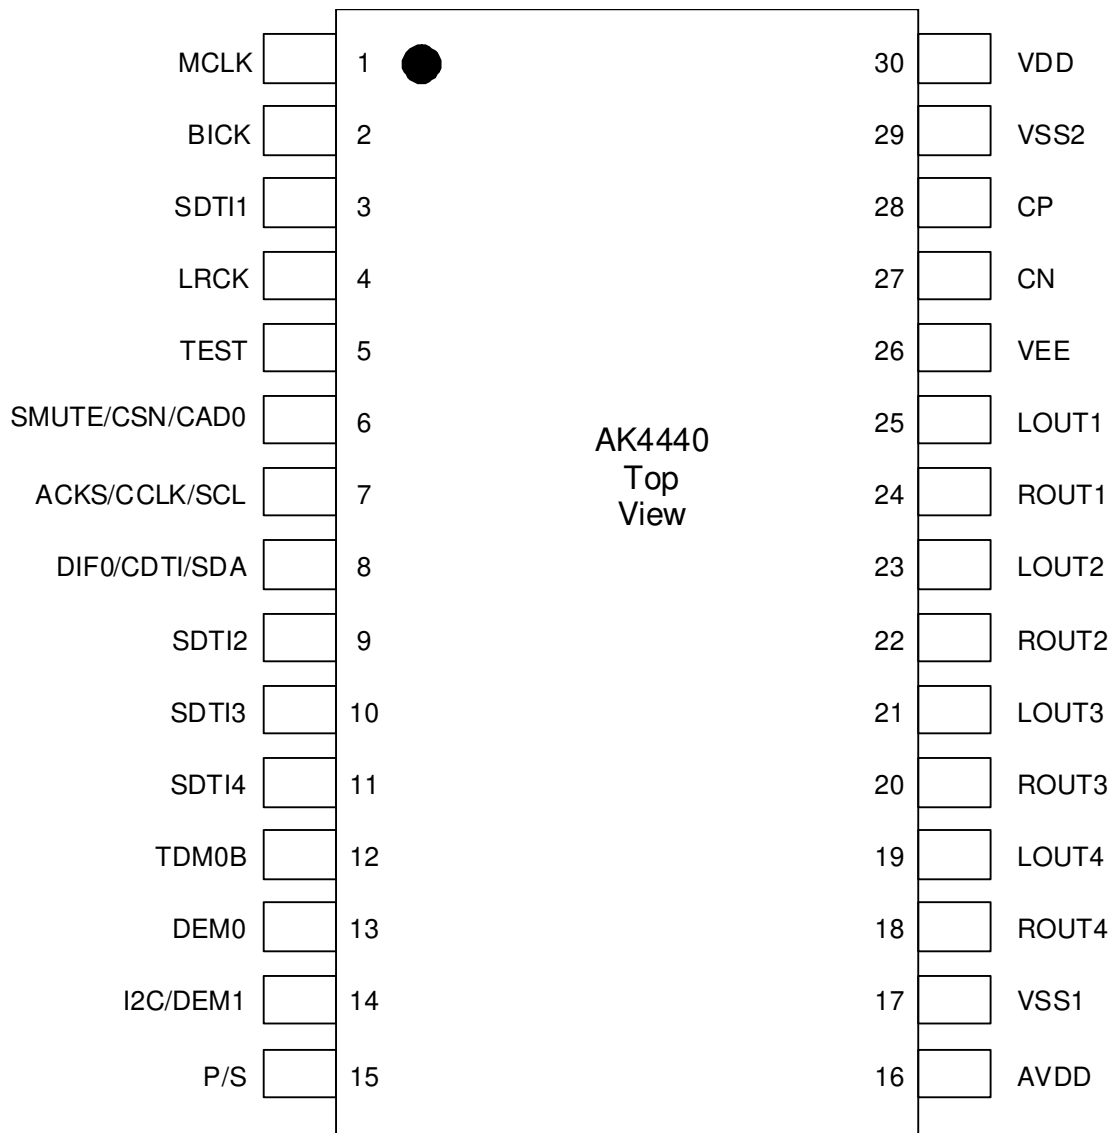 MCLK 1 30 VDD
BICK 2 29 VSS2
SDTI1 3 28 CP
LRCK 4 27 CN
TEST 5 26 VEE
SMUTE/CSN/CAD0 6 25 LOUT1
AK4440
Top
View
ACKS/CCLK/SCL 7 24 ROUT1
DIF0/CDTI/SDA 8 23 LOUT2
SDTI2 9 22 ROUT2
SDTI3 10 21 LOUT3
SDTI4 11 20 ROUT3
TDM0B 12 19 LOUT4
DEM0 13 18 ROUT4
I2C/DEM1 14 17 VSS1
P/S 15 16 AVDD